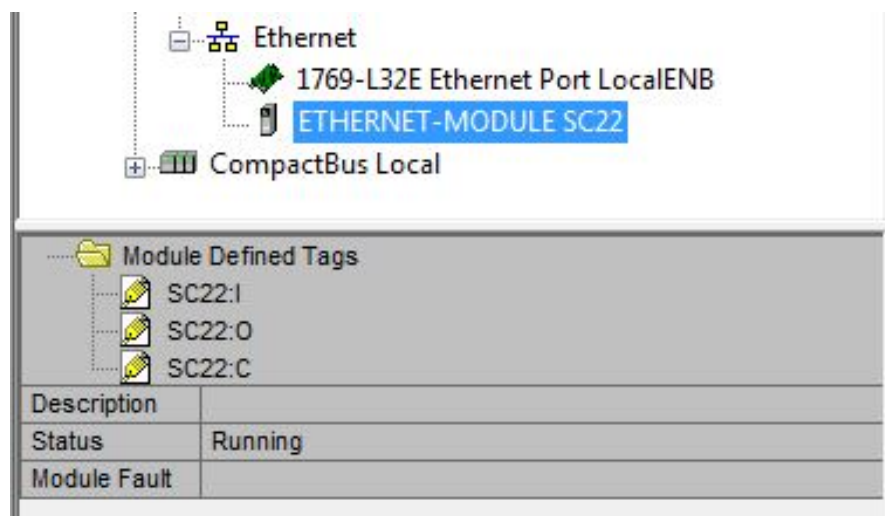 Ethernet
1769-L32E Ethernet Port LocalENB
ETHERNET-MODULE SC22
CompactBus Local
Module Defined Tags
SC22:I
SC22:O
SC22:C
Description
Status Running
Module Fault